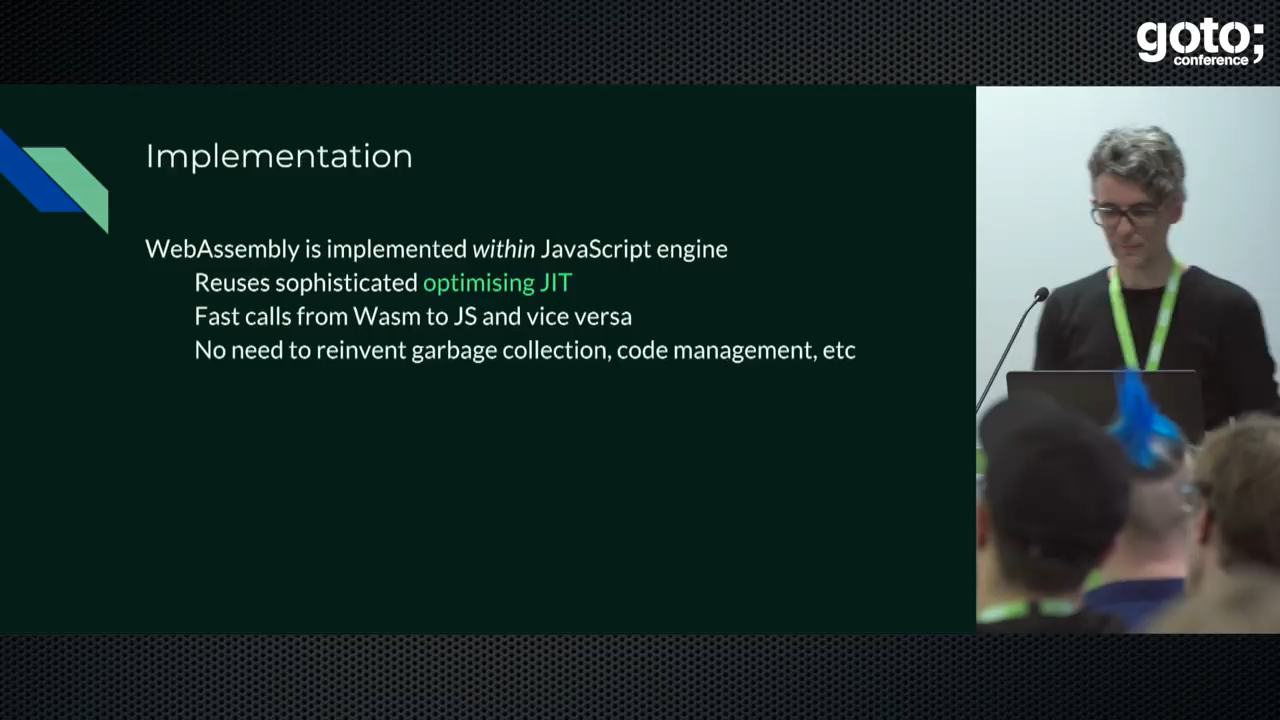 goto;
conference
Implementation
WebAssembly is implemented within JavaScript engine
Reuses sophisticated optimising JIT
Fast calls from Wasm to JS and vice versa
No need to reinvent garbage collection, code management, etc